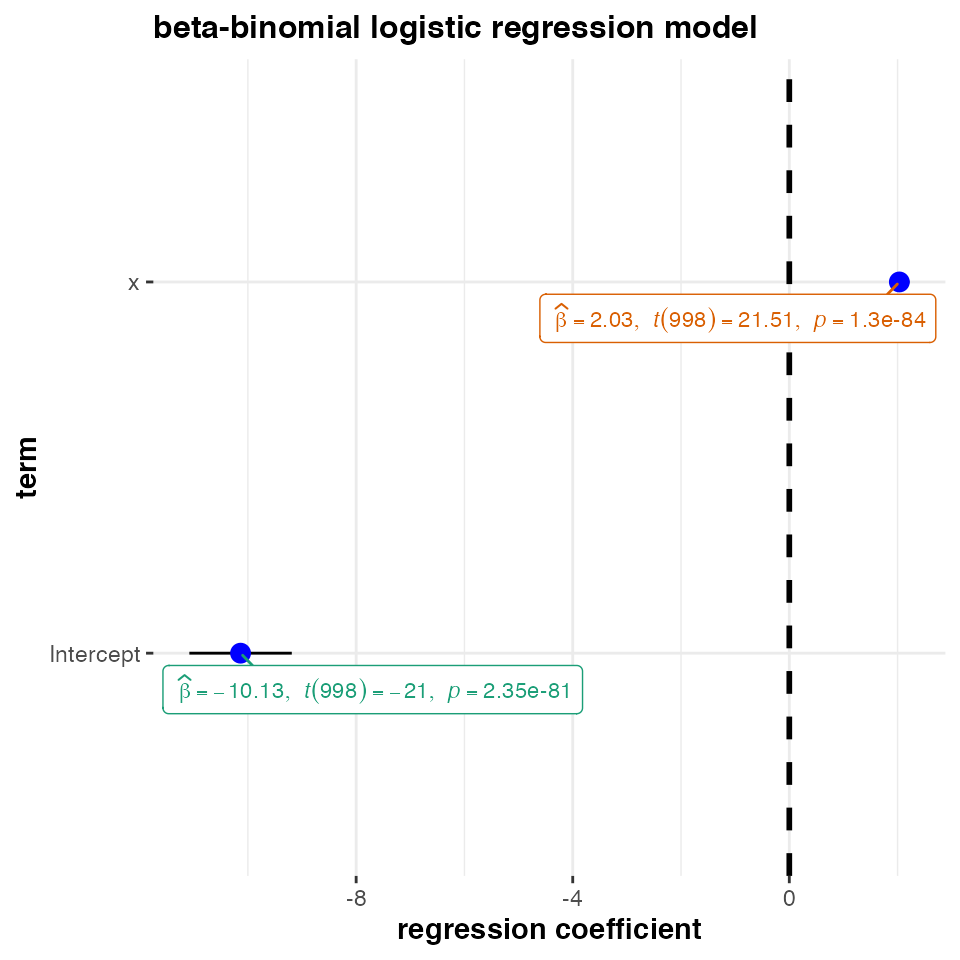 beta-binomial logistic regression model
term
x
β̂ = 2.03, t(998) = 21.51, p = 1.3e-84
Intercept
β̂ = −10.13, t(998) = −21, p = 2.35e-81
-8 -4 0
regression coefficient